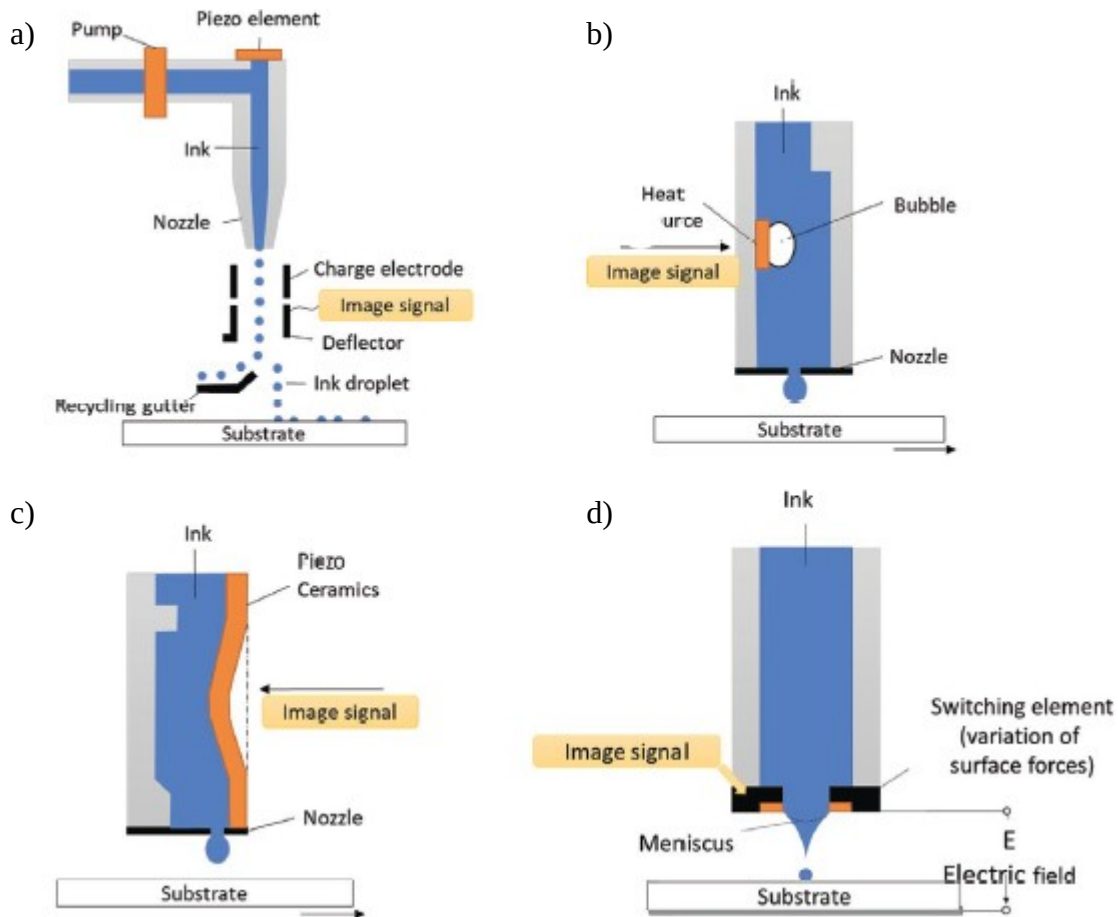 a)
Piezo element
Pump
Ink
Nozzle
Charge electrode
Image signal
Deflector
Ink droplet
Recycling gutter
Substrate
b)
Ink
Heat
urce
Bubble
Image signal
Nozzle
Substrate
c)
Ink
Piezo
Ceramics
Image signal
Nozzle
Substrate
d)
Ink
Switching element
(variation of
surface forces)
Image signal
Meniscus
E
Electric field
Substrate